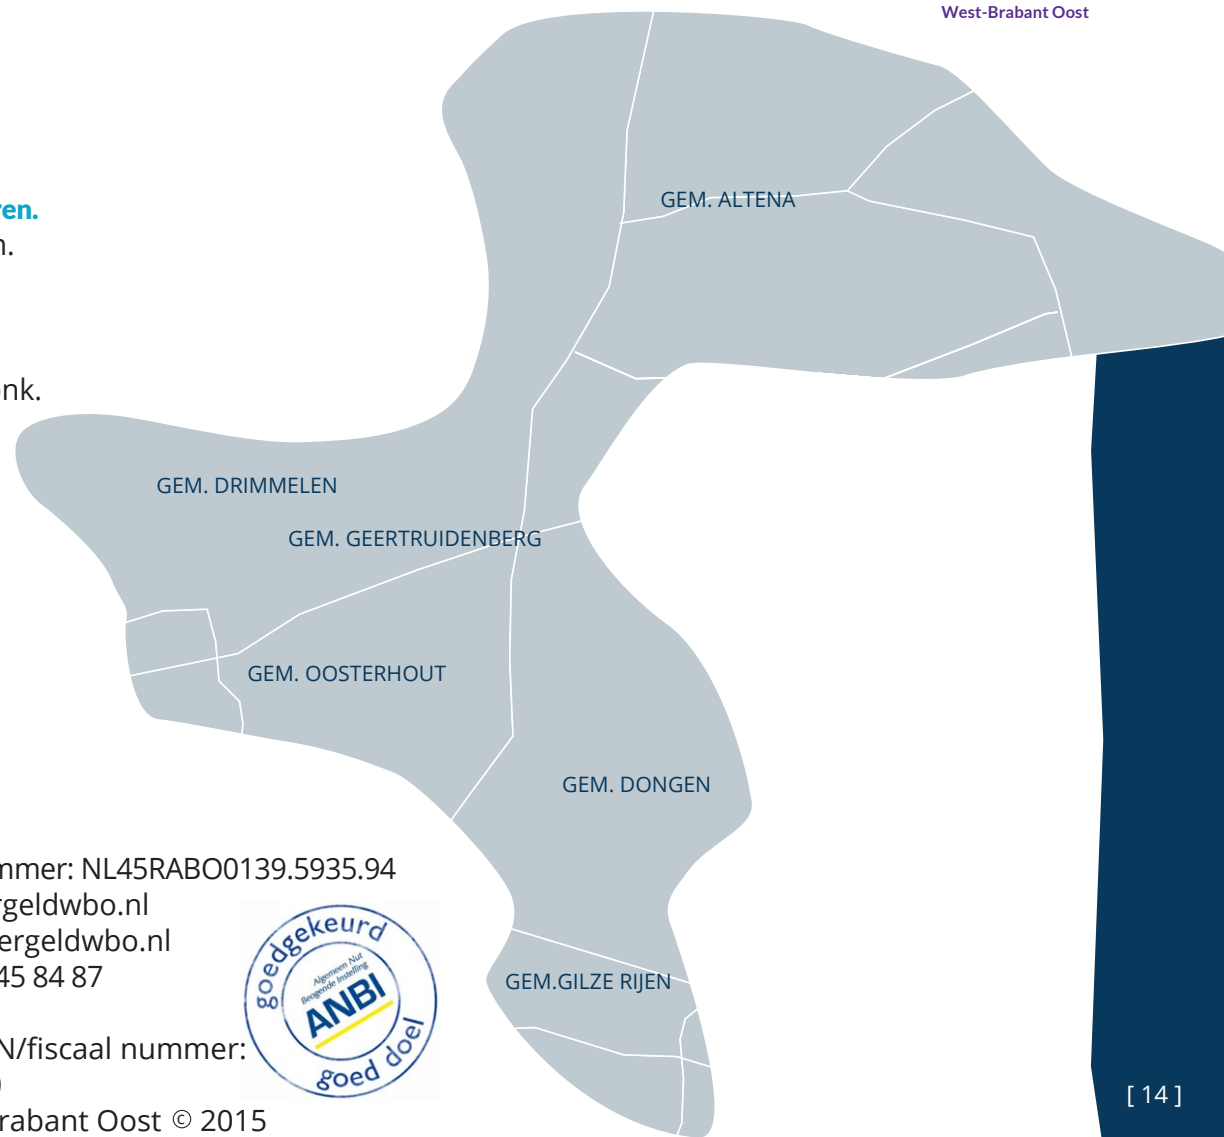 West-Brabant Oost
en.
n.
nk.
GEM. ALTENA
GEM. DRIMMELEN
GEM. GEERTRUIDENBERG
GEM. OOSTERHOUT
GEM. DONGEN
GEM.GILZE RIJEN
mmer: NL45RABO0139.5935.94
rgeldwbo.nl
ergeldwbo.nl
45 84 87
N/fiscaal nummer:
)
rabant Oost © 2015
goedgekeurd
Algemeen Nut
Beogende Instelling
ANBI
goed doel
[ 14 ]